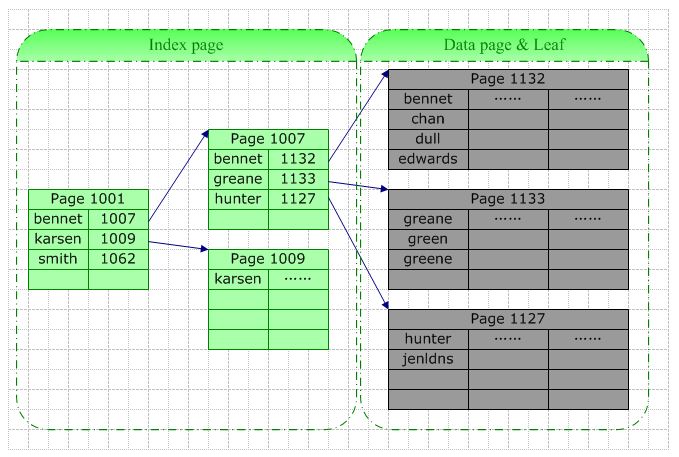 Index page
Data page & Leaf
Page 1001
bennet 1007
karsen 1009
smith 1062
Page 1007
bennet 1132
greane 1133
hunter 1127
Page 1009
karsen ······
Page 1132
bennet ······ ······
chan
dull
edwards
Page 1133
greane ······ ······
green
greene
Page 1127
hunter ······ ······
jenldns